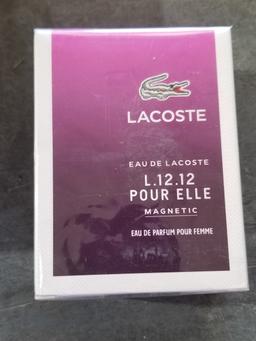 LACOSTE
EAU DE LACOSTE
L.12.12
POUR ELLE
MAGNETIC
EAU DE PARFUM POUR FEMME